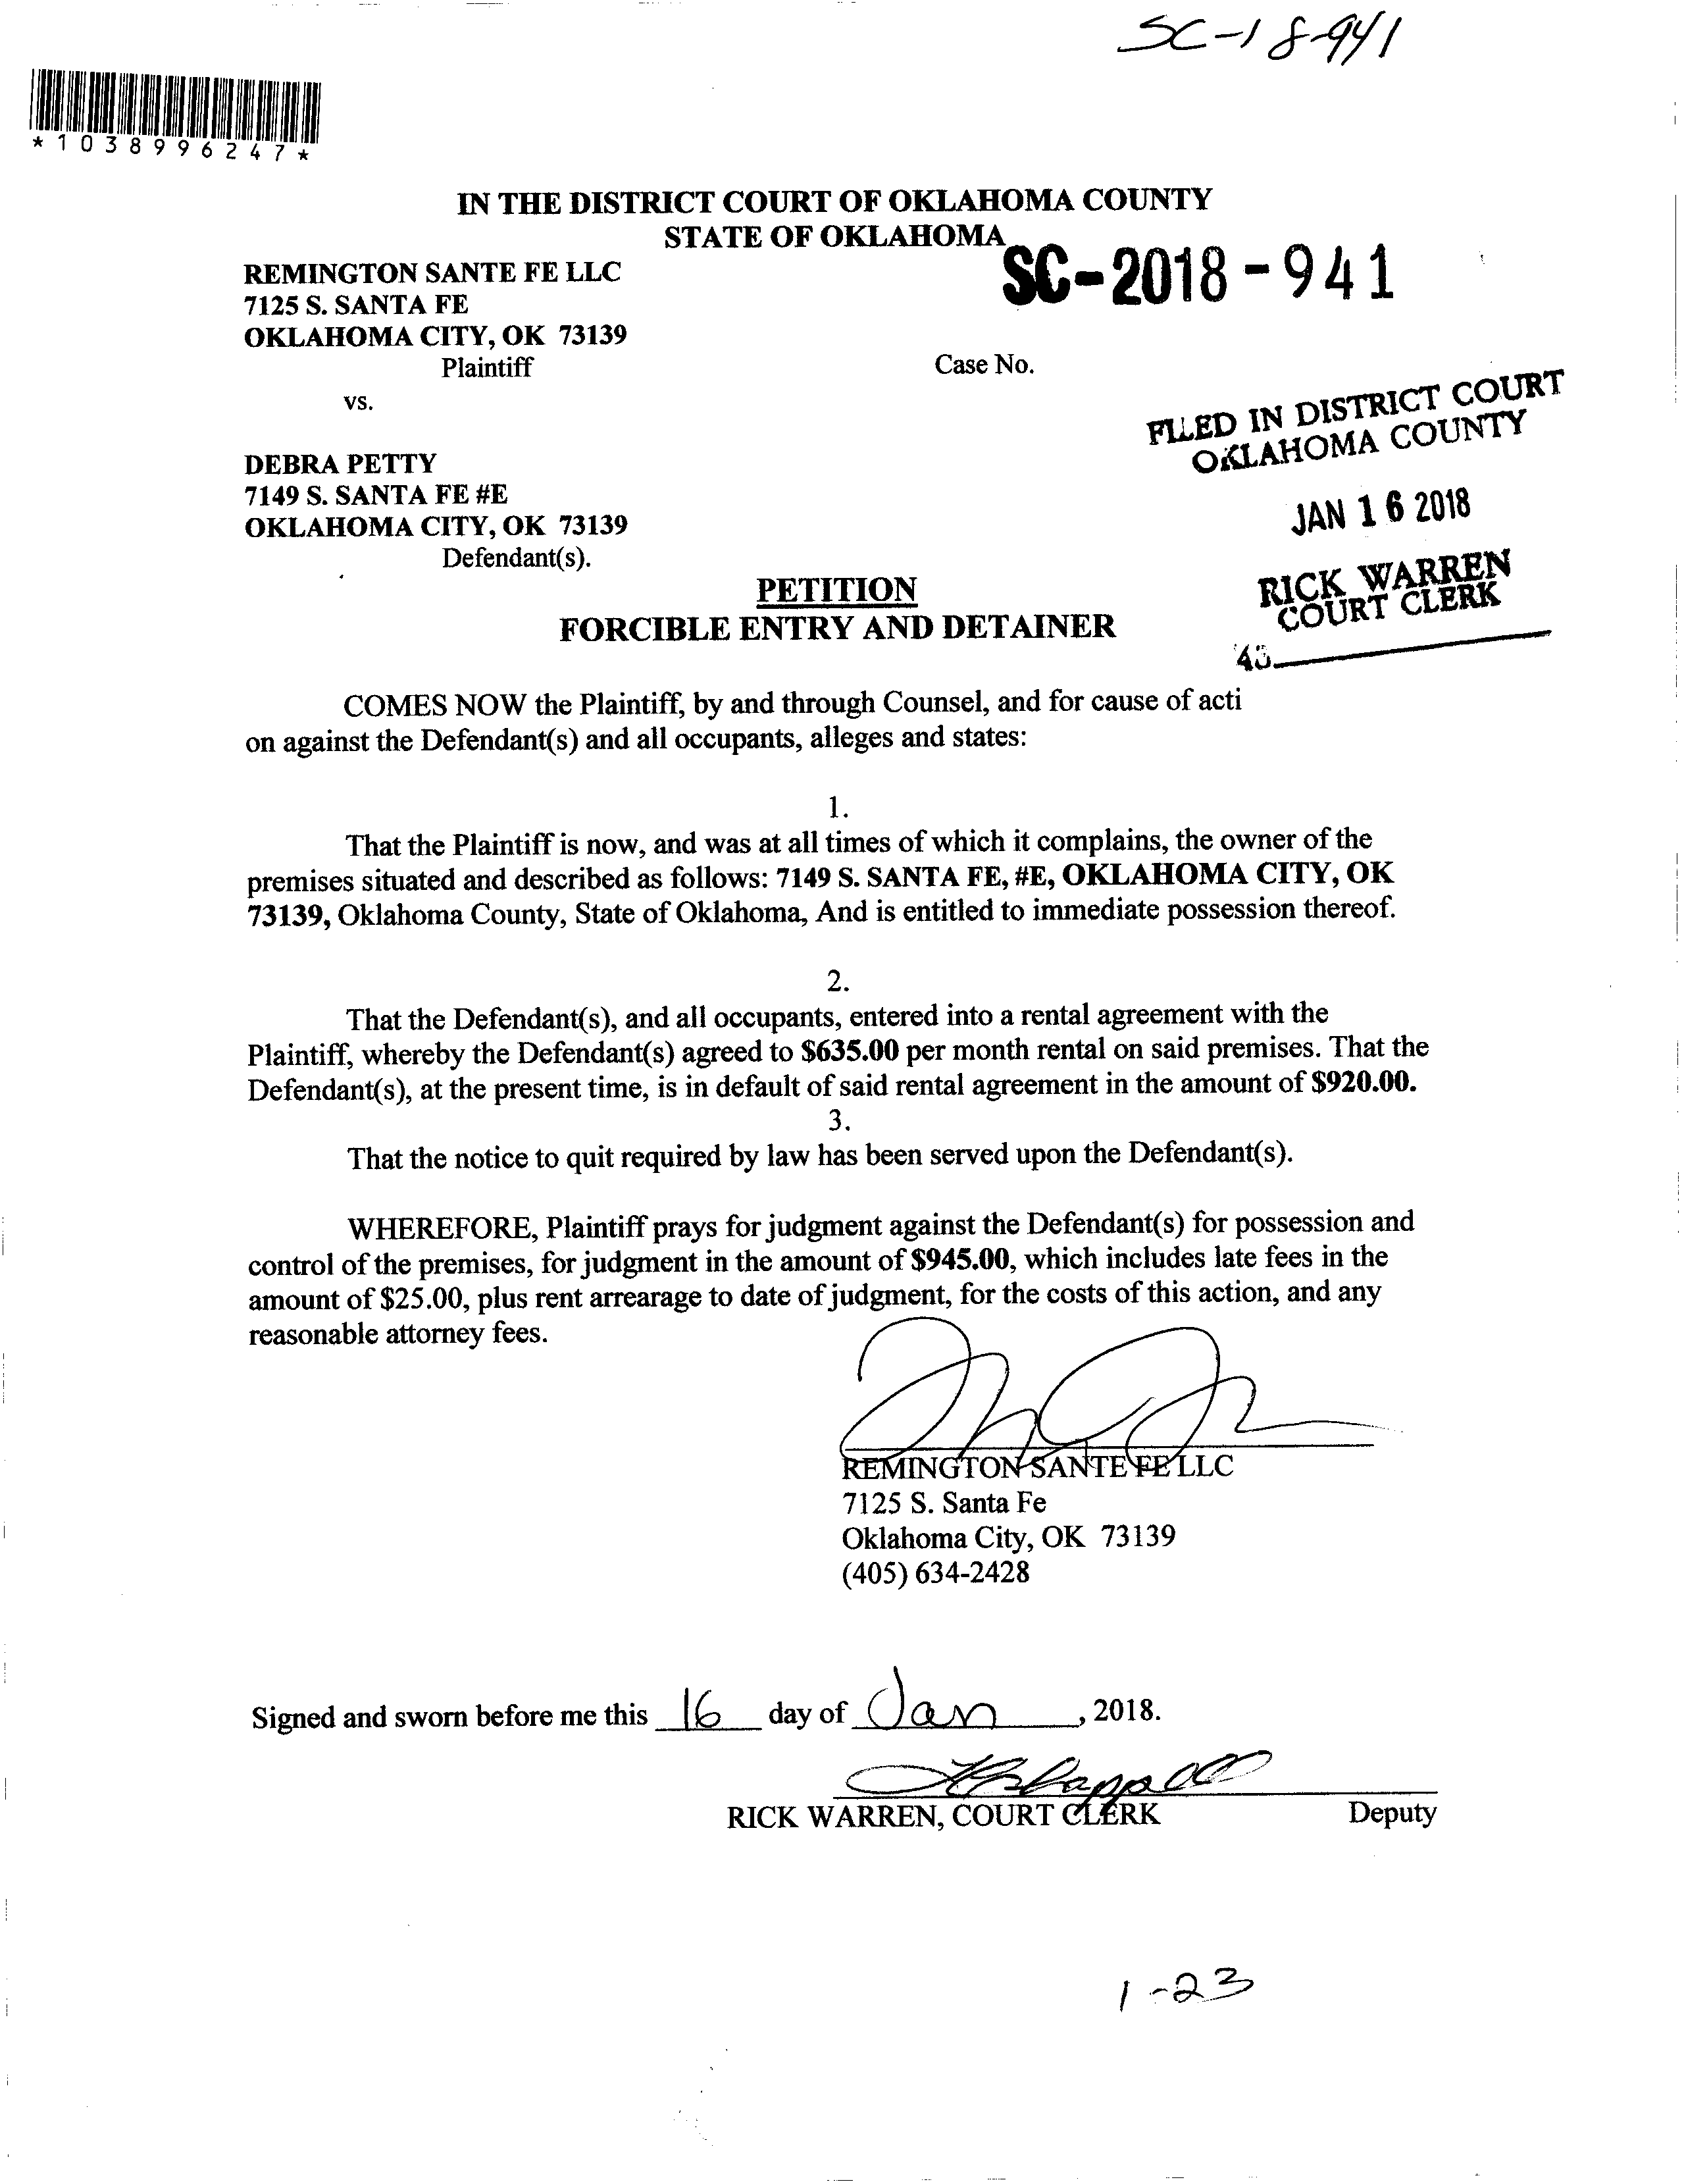 SC-18-941
*1038996247*
IN THE DISTRICT COURT OF OKLAHOMA COUNTY
STATE OF OKLAHOMA
SC-2018-941
REMINGTON SANTE FE LLC
7125 S. SANTA FE
OKLAHOMA CITY, OK 73139
Plaintiff
Case No.
vs.
FILED IN DISTRICT COURT
OKLAHOMA COUNTY
DEBRA PETTY
7149 S. SANTA FE #E
OKLAHOMA CITY, OK 73139
Defendant(s).
JAN 16 2018
RICK WARREN
COURT CLERK
PETITION
FORCIBLE ENTRY AND DETAINER
COMES NOW the Plaintiff, by and through Counsel, and for cause of acti
on against the Defendant(s) and all occupants, alleges and states:
1.
That the Plaintiff is now, and was at all times of which it complains, the owner of the
premises situated and described as follows: 7149 S. SANTA FE, #E, OKLAHOMA CITY, OK
73139, Oklahoma County, State of Oklahoma, And is entitled to immediate possession thereof.
2.
That the Defendant(s), and all occupants, entered into a rental agreement with the
Plaintiff, whereby the Defendant(s) agreed to $635.00 per month rental on said premises. That the
Defendant(s), at the present time, is in default of said rental agreement in the amount of $920.00.
3.
That the notice to quit required by law has been served upon the Defendant(s).
WHEREFORE, Plaintiff prays for judgment against the Defendant(s) for possession and
control of the premises, for judgment in the amount of $945.00, which includes late fees in the
amount of $25.00, plus rent arrearage to date of judgment, for the costs of this action, and any
reasonable attorney fees.
REMINGTON SANTE FE LLC
7125 S. Santa Fe
Oklahoma City, OK 73139
(405) 634-2428
Signed and sworn before me this 16 day of Jan, 2018.
RICK WARREN, COURT CLERK Deputy
1-23